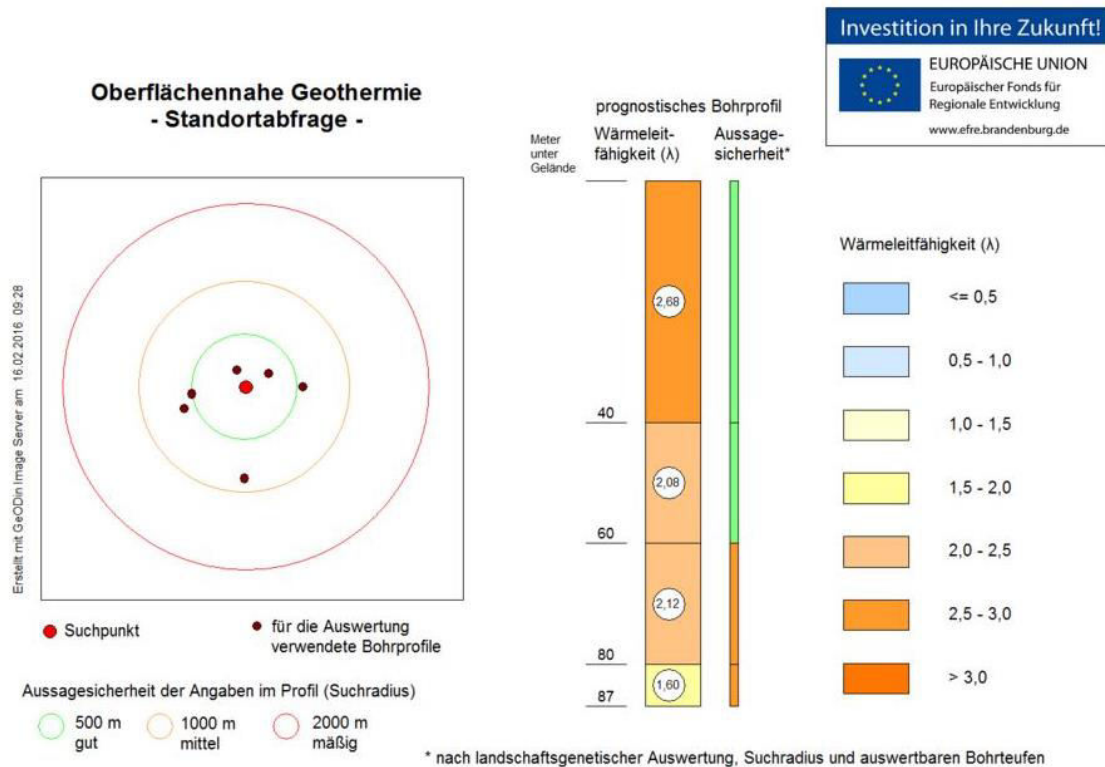 Investition in Ihre Zukunft!
EUROPÄISCHE UNION
Europäischer Fonds für
Regionale Entwicklung
www.efre.brandenburg.de
Oberflächennahe Geothermie
- Standortabfrage -
Erstellt mit GeODin Image Server am 16.02.2016 09:28
Suchpunkt
für die Auswertung
verwendete Bohrprofile
Aussagesicherheit der Angaben im Profil (Suchradius)
500 m
gut
1000 m
mittel
2000 m
mäßig
prognostisches Bohrprofil
Meter
unter
Gelände
Wärmeleit-
fähigkeit (λ)
Aussage-
sicherheit*
2,68
40
2,08
60
2,12
80
1,60
87
Wärmeleitfähigkeit (λ)
<= 0,5
0,5 - 1,0
1,0 - 1,5
1,5 - 2,0
2,0 - 2,5
2,5 - 3,0
> 3,0
* nach landschaftsgenetischer Auswertung, Suchradius und auswertbaren Bohrteufen